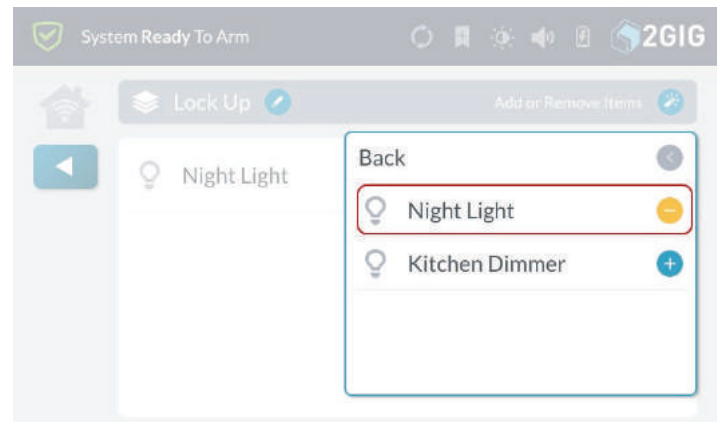 System Ready To Arm
2GIG
Lock Up
Add or Remove Items
Night Light
Back
Night Light
Kitchen Dimmer